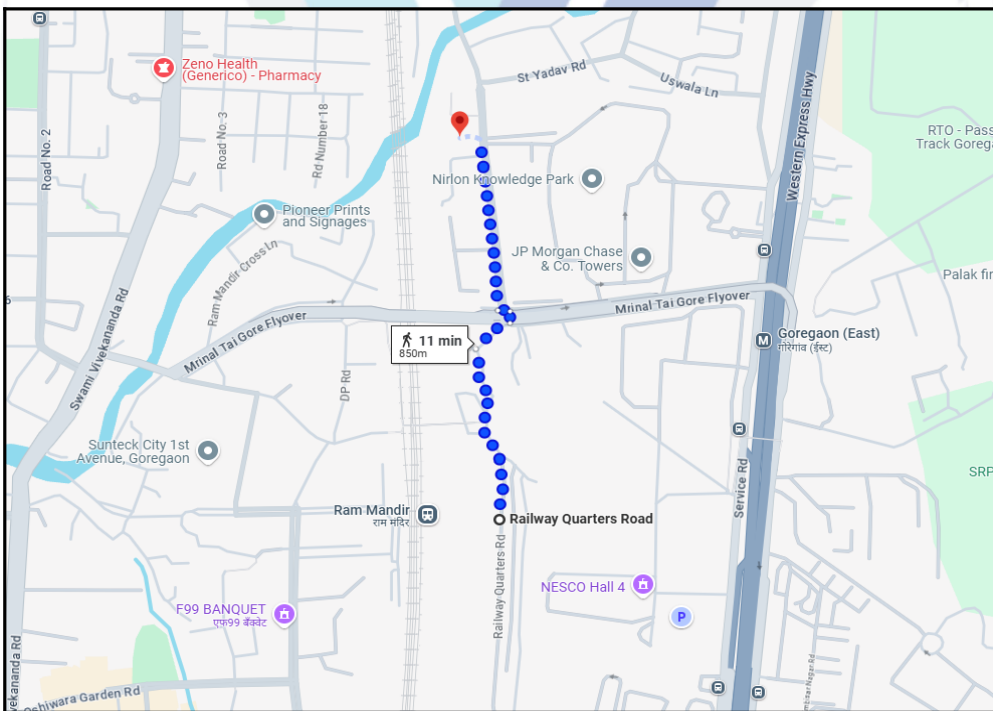 Zeno Health
(Generico) - Pharmacy
St Yadav Rd
Uswala Ln
Road No. 2
Road No. 3
Rd Number 18
Western Express Hwy
RTO - Pass
Track Gorega
Nirlon Knowledge Park
Pioneer Prints
and Signages
Ram Mandir Cross Ln
JP Morgan Chase
& Co. Towers
Palak fir
Swami Vivekananda Rd
Mrinal Tai Gore Flyover
Mrinal Tai Gore Flyover
11 min
850m
Goregaon (East)
गोरेगांव (ईस्ट)
DP Rd
Sunteck City 1st
Avenue, Goregaon
SRP
Service Rd
Ram Mandir
राम मंदिर
Railway Quarters Road
Railway Quarters Rd
NESCO Hall 4
P
F99 BANQUET
एफ99 बैंक्वेट
vekananda Rd
Oshiwara Garden Rd